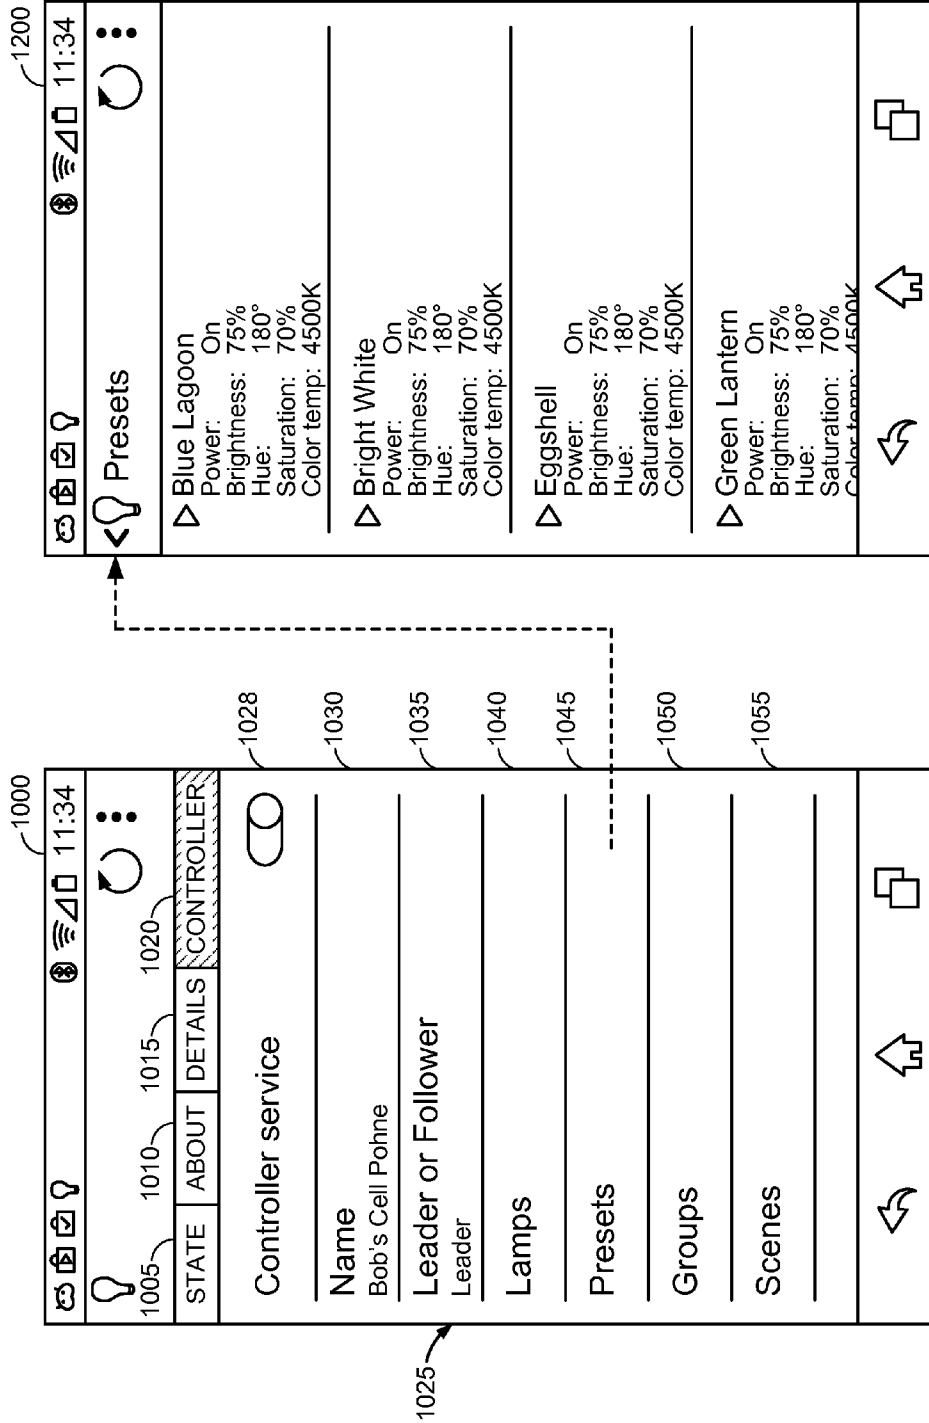 1000
11:34
1005
1010
1015
1020
STATE
ABOUT
DETAILS
CONTROLLER
1025
Controller service
1028
Name
Bob's Cell Pohne
1030
Leader or Follower
Leader
1035
Lamps
1040
Presets
1045
Groups
1050
Scenes
1055
1200
11:34
Presets
Blue Lagoon
Power: On
Brightness: 75%
Hue: 180°
Saturation: 70%
Color temp: 4500K
Bright White
Power: On
Brightness: 75%
Hue: 180°
Saturation: 70%
Color temp: 4500K
Eggshell
Power: On
Brightness: 75%
Hue: 180°
Saturation: 70%
Color temp: 4500K
Green Lantern
Power: On
Brightness: 75%
Hue: 180°
Saturation: 70%
Color temp: 4500K